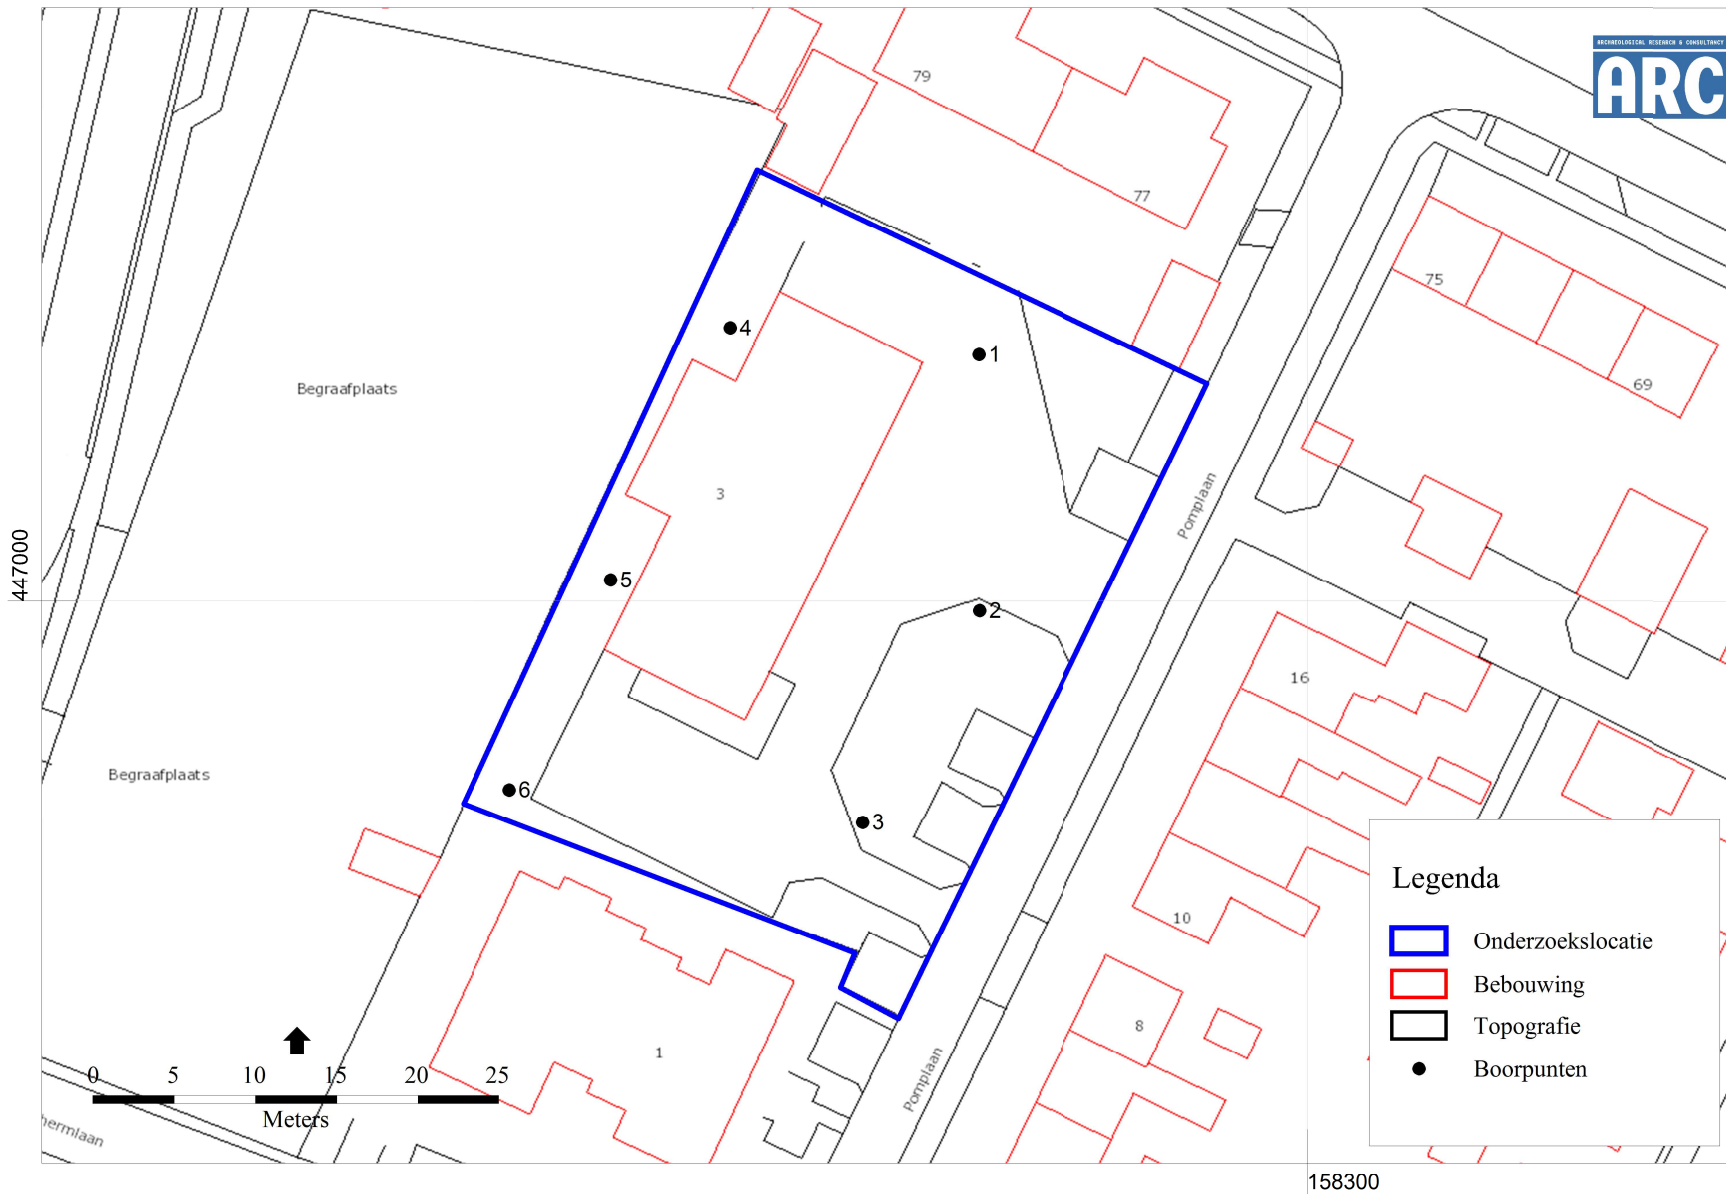 ARCHAEOLOGICAL RESEARCH & CONSULTANCY
ARC
79
77
75
69
4
1
Begraafplaats
3
Pomplaan
447000
5
2
16
Begraafplaats
6
3
10
8
1
Pomplaan
Legenda
Onderzoekslocatie
Bebouwing
Topografie
Boorpunten
0 5 10 15 20 25
Meters
hermlaan
158300